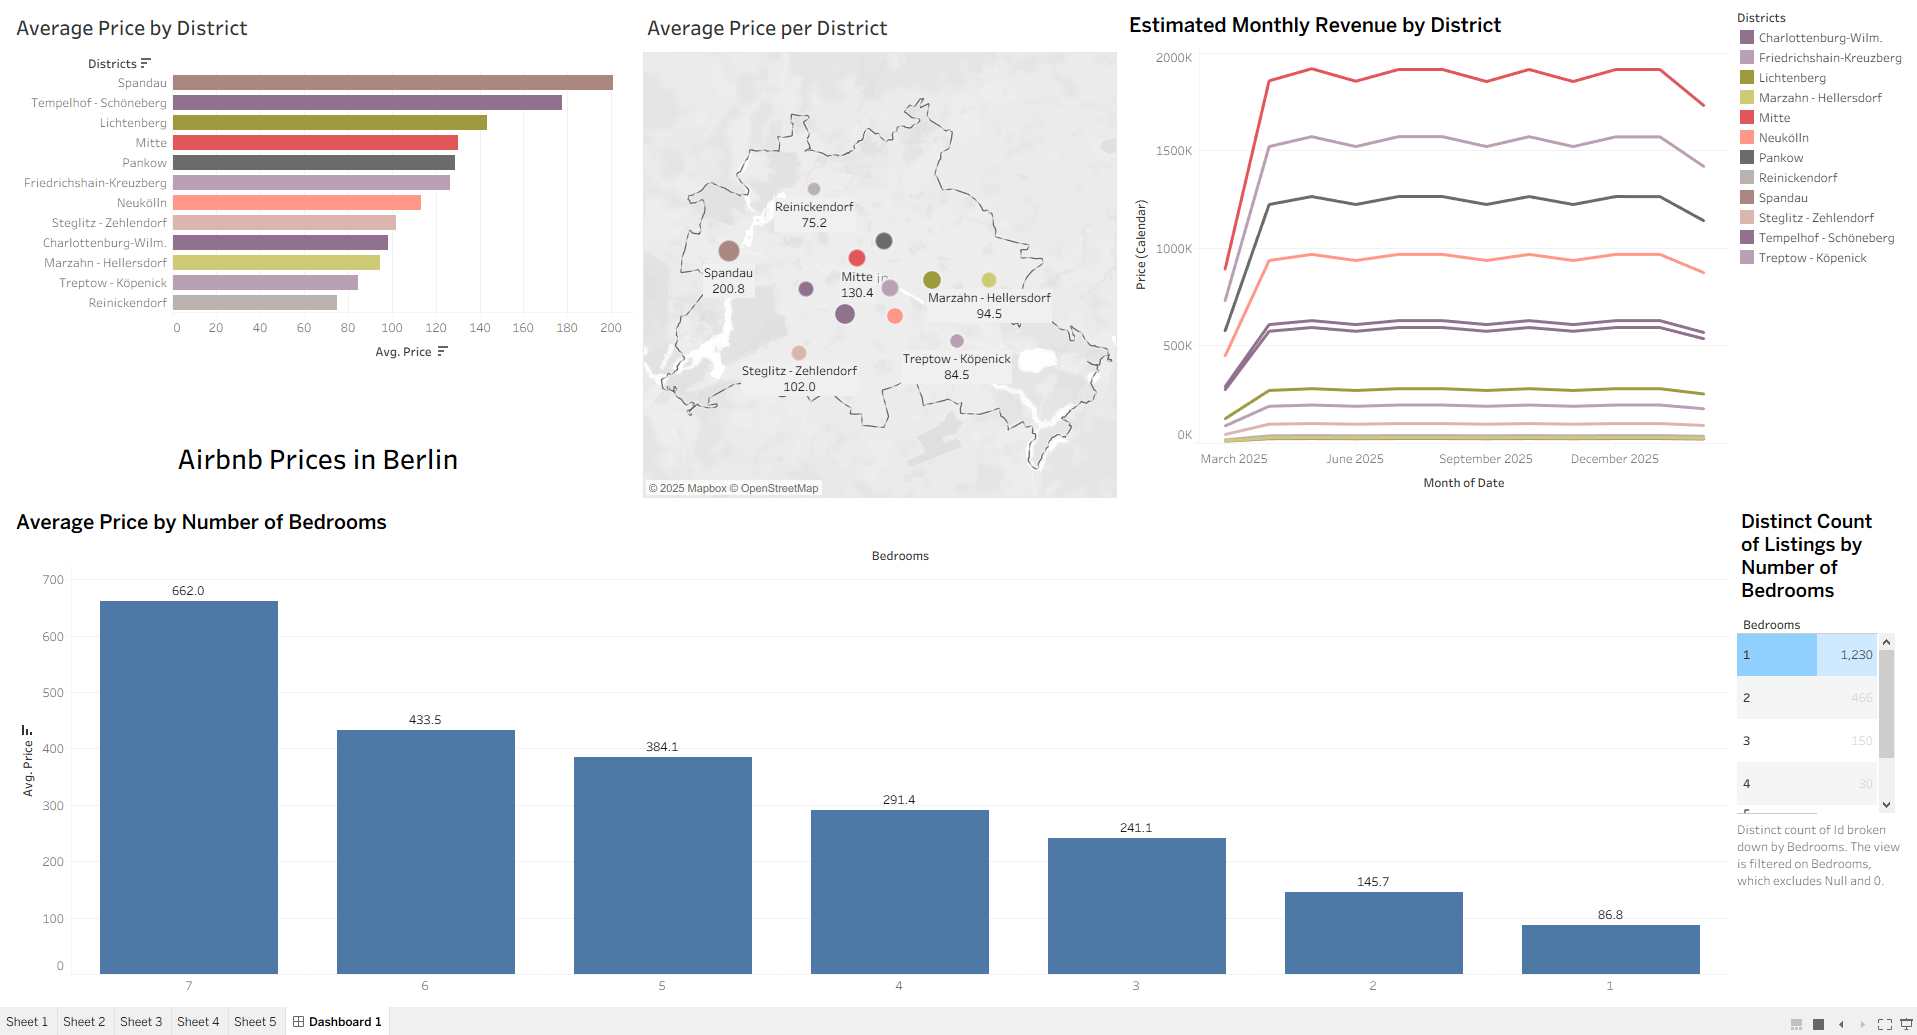 Average Price by District
Districts
Spandau
Tempelhof - Schöneberg
Lichtenberg
Mitte
Pankow
Friedrichshain-Kreuzberg
Neukölln
Steglitz - Zehlendorf
Charlottenburg-Wilm.
Marzahn - Hellersdorf
Treptow - Köpenick
Reinickendorf
0 20 40 60 80 100 120 140 160 180 200
Avg. Price
Airbnb Prices in Berlin
Average Price per District
Reinickendorf
75.2
Spandau
200.8
Mitte
130.4
Marzahn - Hellersdorf
94.5
Treptow - Köpenick
84.5
Steglitz - Zehlendorf
102.0
© 2025 Mapbox © OpenStreetMap
Estimated Monthly Revenue by District
Price (Calendar)
2000K
1500K
1000K
500K
0K
March 2025 June 2025 September 2025 December 2025
Month of Date
Districts
Charlottenburg-Wilm.
Friedrichshain-Kreuzberg
Lichtenberg
Marzahn - Hellersdorf
Mitte
Neukölln
Pankow
Reinickendorf
Spandau
Steglitz - Zehlendorf
Tempelhof - Schöneberg
Treptow - Köpenick
Average Price by Number of Bedrooms
Bedrooms
Avg. Price
700
600
500
400
300
200
100
0
662.0
433.5
384.1
291.4
241.1
145.7
86.8
7 6 5 4 3 2 1
Distinct Count
of Listings by
Number of
Bedrooms
Bedrooms
1 1,230
2 466
3 150
4 30
Distinct count of Id broken
down by Bedrooms. The view
is filtered on Bedrooms,
which excludes Null and 0.
Sheet 1 Sheet 2 Sheet 3 Sheet 4 Sheet 5 Dashboard 1